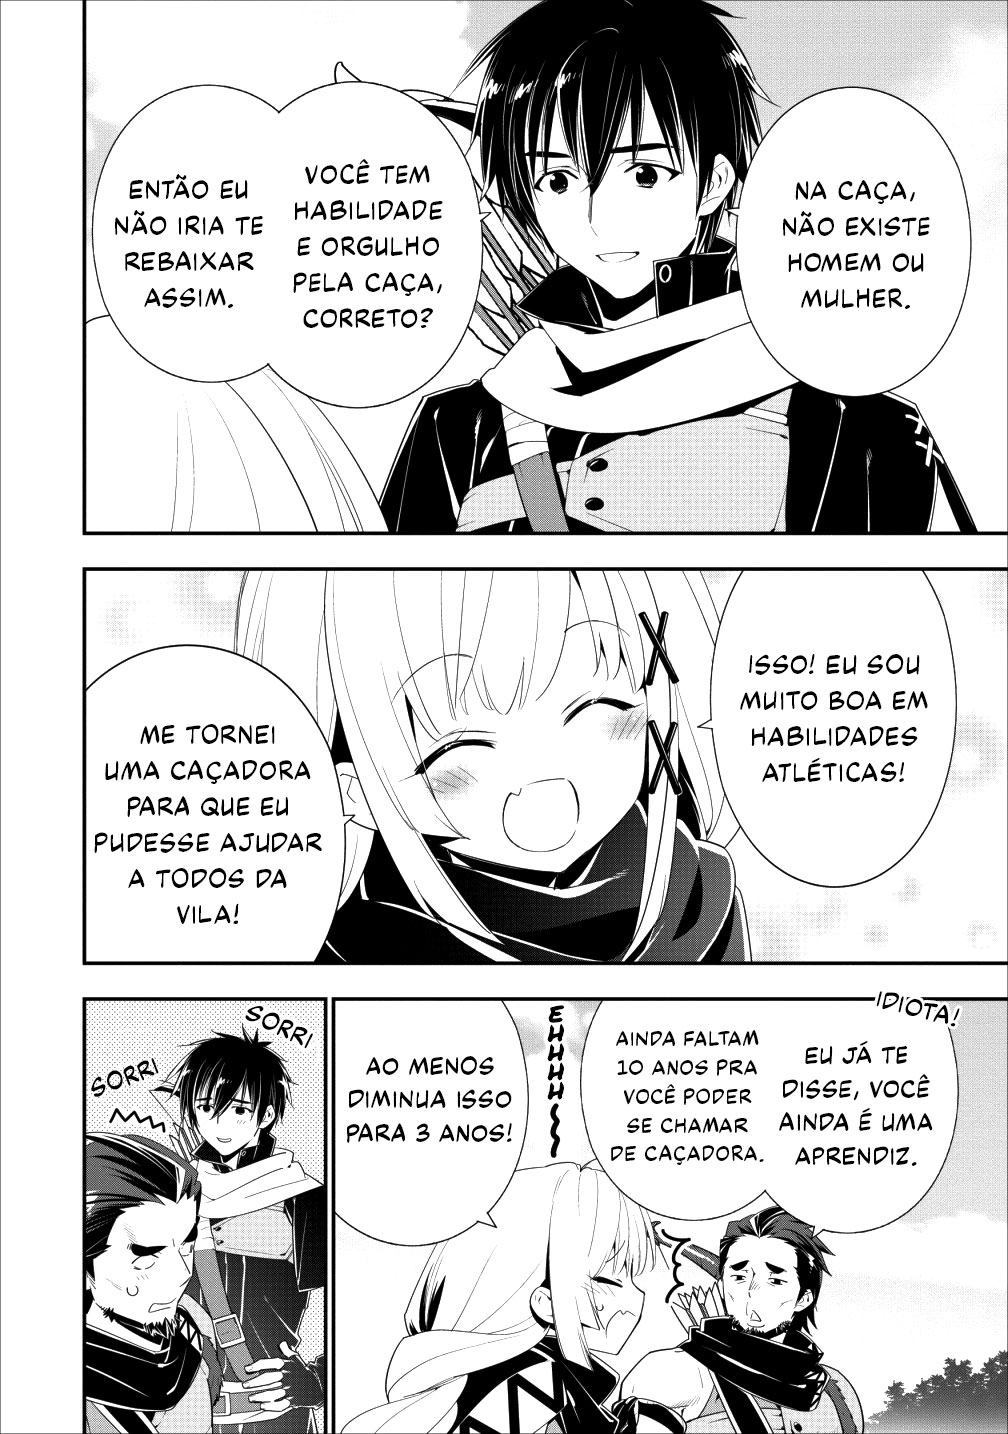 NA CAÇA,
NÃO EXISTE
HOMEM OU
MULHER.
VOCÊ TEM
HABILIDADE
E ORGULHO
PELA CAÇA,
CORRETO?
ENTÃO EU
NÃO IRIA TE
REBAIXAR
ASSIM.
ISSO! EU SOU
MUITO BOA EM
HABILIDADES
ATLÉTICAS!
ME TORNEI
UMA CAÇADORA
PARA QUE EU
PUDESSE AJUDAR
A TODOS DA
VILA!
IDIOTA!
EU JÁ TE
DISSE, VOCÊ
AINDA É UMA
APRENDIZ.
AINDA FALTAM
10 ANOS PRA
VOCÊ PODER
SE CHAMAR
DE CAÇADORA.
EHHHH~~
AO MENOS
DIMINUA ISSO
PARA 3 ANOS!
SORRI
SORRI